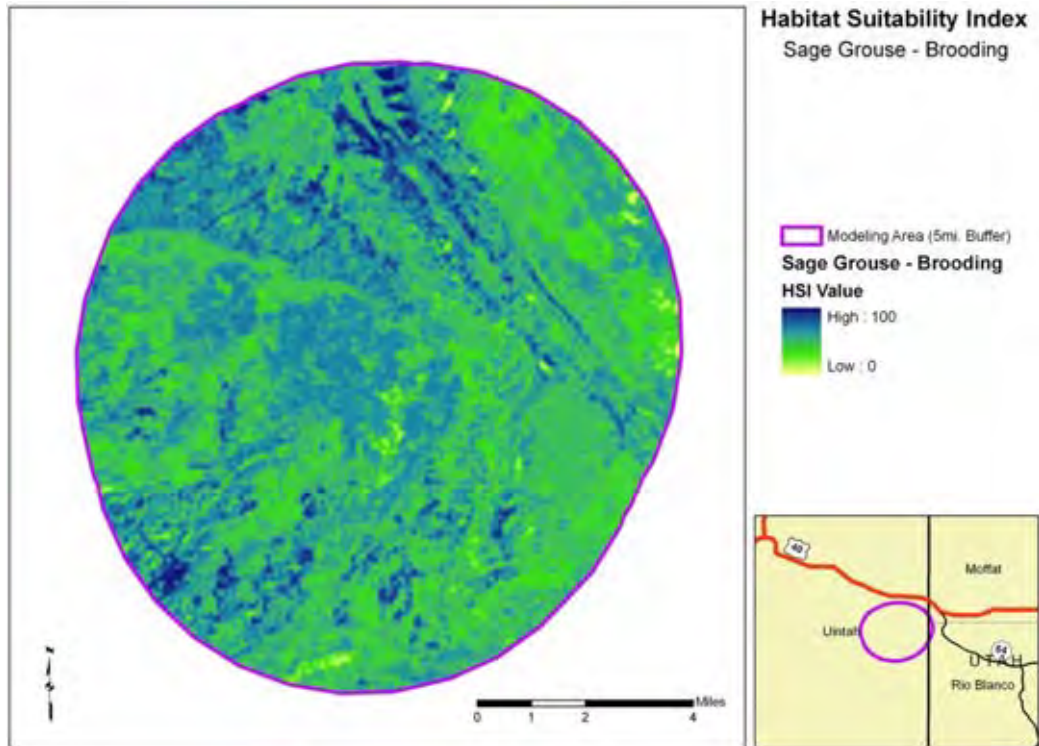 Habitat Suitability Index
Sage Grouse - Brooding
Modeling Area (5mi. Buffer)
Sage Grouse - Brooding
HSI Value
High : 100
Low : 0
Miles
0 1 2 4
40
Moffat
Uintah
64
UTAH
Rio Blanco